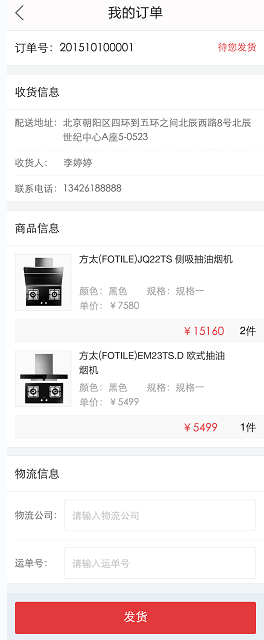 我的订单
订单号：201510100001
待您发货
收货信息
配送地址：北京朝阳区四环到五环之间北辰西路8号北辰
世纪中心A座5-0523
收货人：李婷婷
联系电话：13426188888
商品信息
方太(FOTILE)JQ22TS 侧吸抽油烟机
颜色：黑色 规格：规格一
单价：￥7580
￥15160 2件
方太(FOTILE)EM23TS.D 欧式抽油
烟机
颜色：黑色 规格：规格一
单价：￥5499
￥5499 1件
物流信息
物流公司：请输入物流公司
运单号：请输入运单号
发货